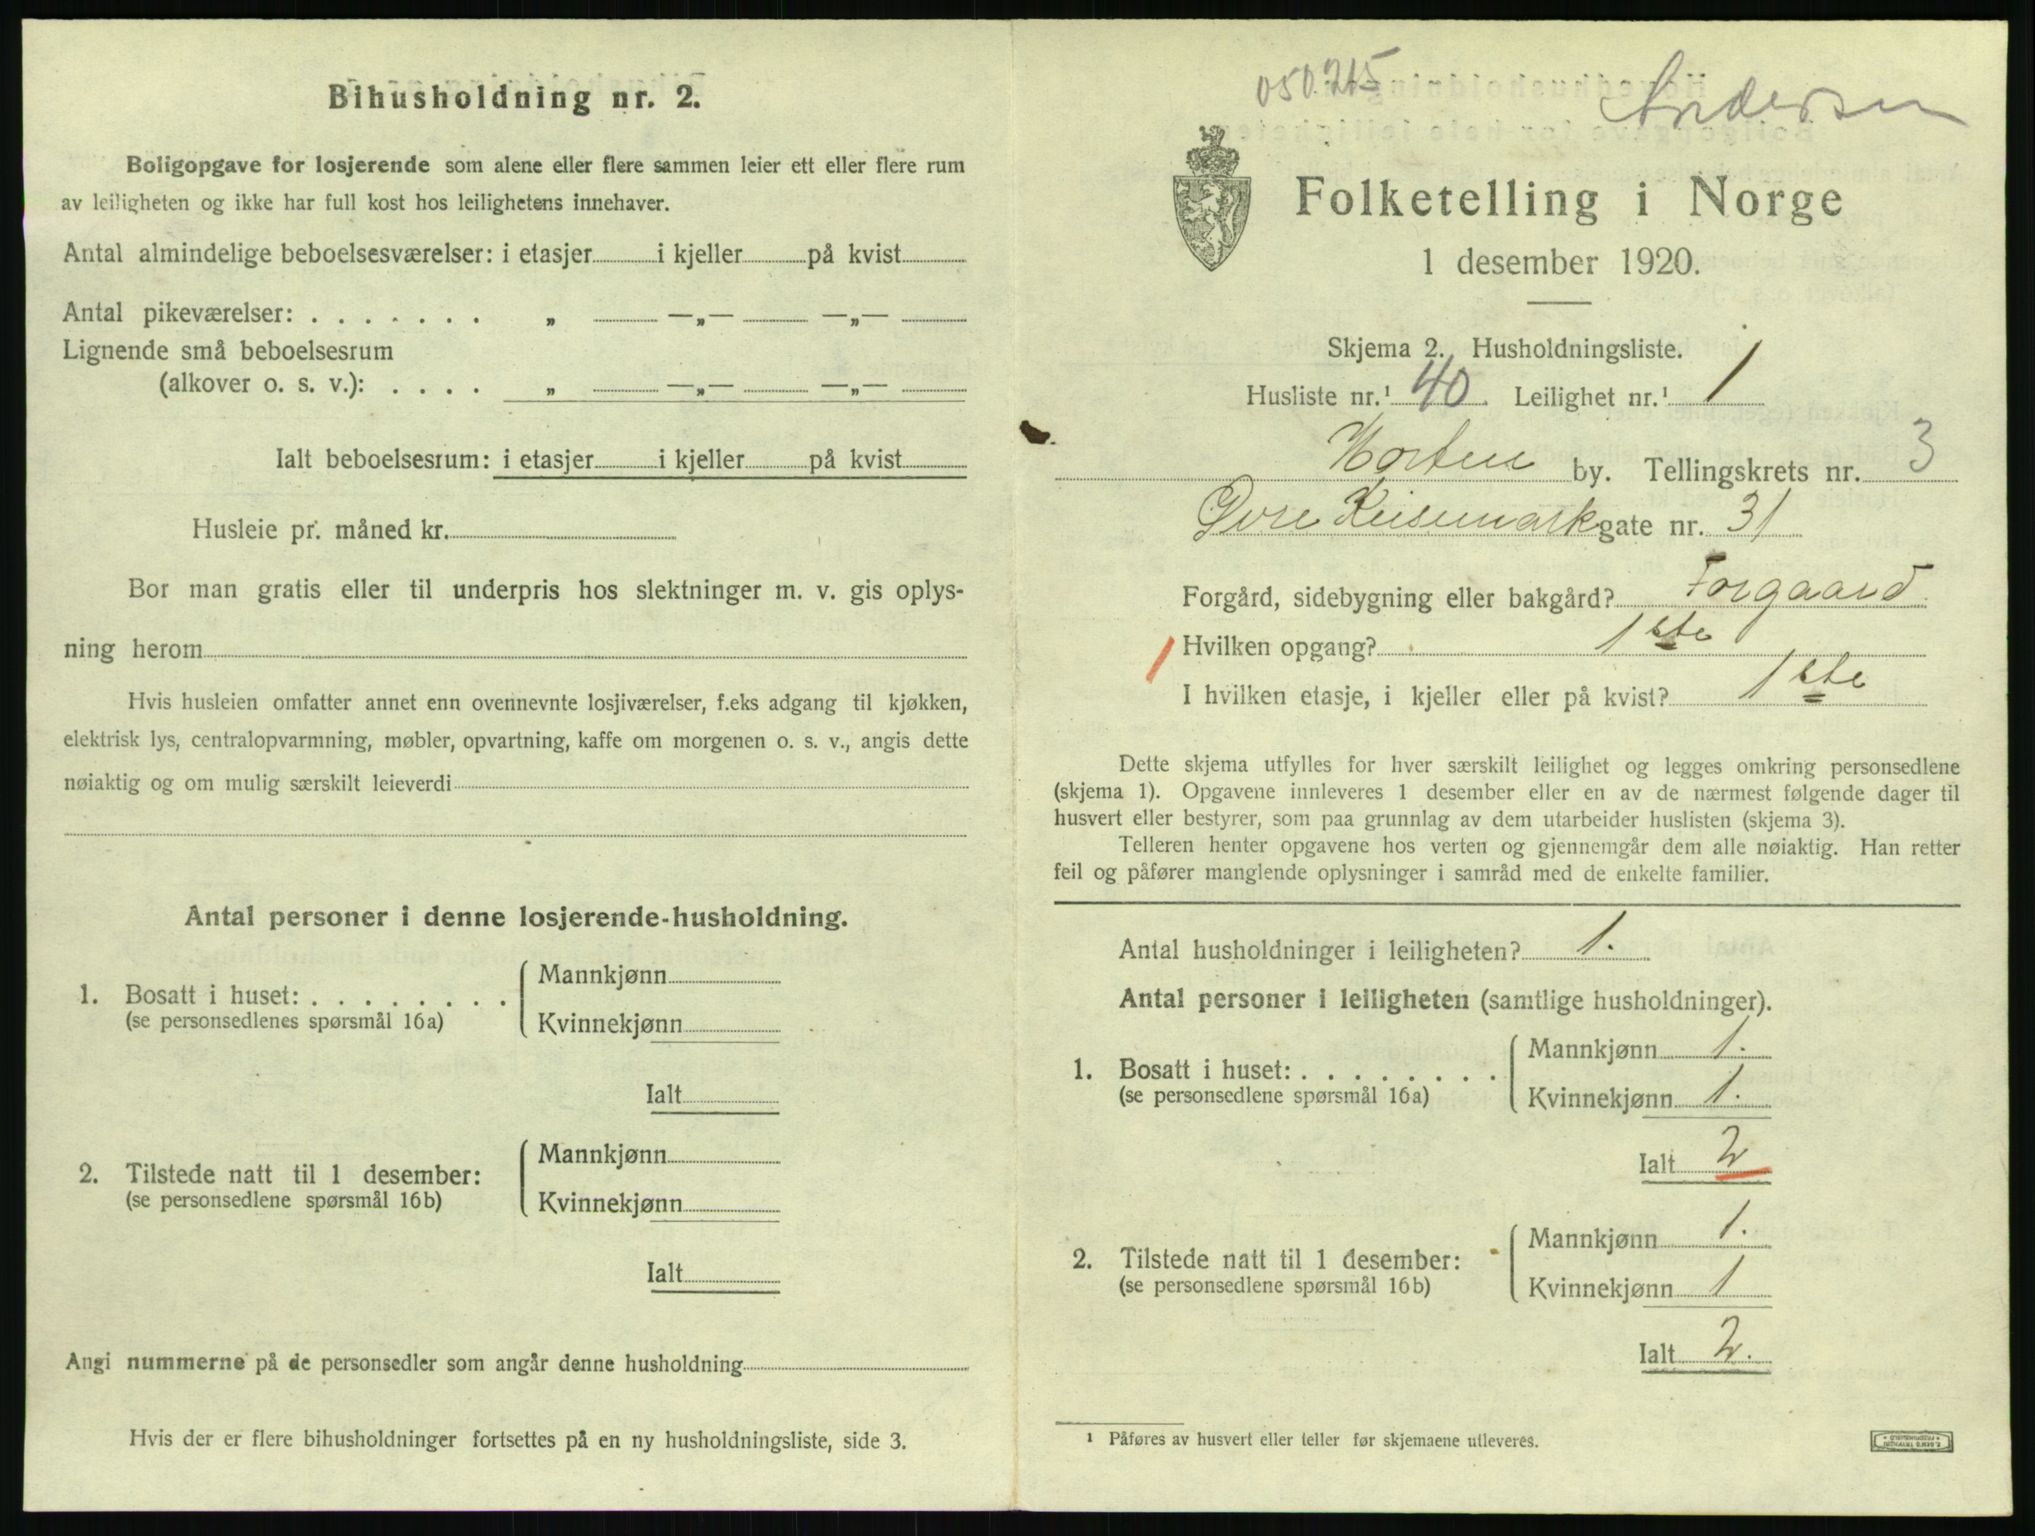 Bihusholdning nr. 2.
Boligopgave for losjerende som alene eller flere sammen leier ett eller flere rum
av leiligheten og ikke har full kost hos leilighetens innehaver.
Antal almindelige beboelsesværelser: i etasjer i kjeller på kvist
Antal pikeværelser: . . . . . . . „ —„— —„—
Lignende små beboelsesrum
(alkover o. s. v.): . . . . „ —„— —„—
Ialt beboelsesrum: i etasjer i kjeller på kvist
Husleie pr. måned kr.
Bor man gratis eller til underpris hos slektninger m. v. gis oplys-
ning herom
Hvis husleien omfatter annet enn ovennevnte losjiværelser, f.eks adgang til kjøkken,
elektrisk lys, centralopvarmning, møbler, opvartning, kaffe om morgenen o. s. v., angis dette
nøiaktig og om mulig særskilt leieverdi
Antal personer i denne losjerende-husholdning.
Mannkjønn
1. Bosatt i huset: . . . . . . . .
(se personsedlenes spørsmål 16a)
Kvinnekjønn
Ialt
Mannkjønn
2. Tilstede natt til 1 desember:
(se personsedlene spørsmål 16b)
Kvinnekjønn
Ialt
Angi nummerne på de personsedler som angår denne husholdning
Hvis der er flere bihusholdninger fortsettes på en ny husholdningsliste, side 3.
050215
Andersen
Folketelling i Norge
1 desember 1920.
Skjema 2. Husholdningsliste.
Husliste nr.¹ 40 Leilighet nr.¹ 1
Horten by. Tellingskrets nr. 3
Øvre Keisemarkgate nr. 31
Forgård, sidebygning eller bakgård? Forgaard
1 Hvilken opgang? 1ste
I hvilken etasje, i kjeller eller på kvist? 1ste
Dette skjema utfylles for hver særskilt leilighet og legges omkring personsedlene
(skjema 1). Opgavene innleveres 1 desember eller en av de nærmest følgende dager til
husvert eller bestyrer, som paa grunnlag av dem utarbeider huslisten (skjema 3).
Telleren henter opgavene hos verten og gjennemgår dem alle nøiaktig. Han retter
feil og påfører manglende oplysninger i samråd med de enkelte familier.
Antal husholdninger i leiligheten? 1.
Antal personer i leiligheten (samtlige husholdninger).
Mannkjønn 1.
1. Bosatt i huset: . . . . . . . .
(se personsedlene spørsmål 16a)
Kvinnekjønn 1.
Ialt 2
Mannkjønn 1.
2. Tilstede natt til 1 desember:
(se personsedlene spørsmål 16b)
Kvinnekjønn 1
Ialt 2.
¹ Påføres av husvert eller teller før skjemaene utleveres.